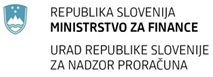 REPUBLIKA SLOVENIJA
MINISTRSTVO ZA FINANCE
URAD REPUBLIKE SLOVENIJE
ZA NADZOR PRORAČUNA